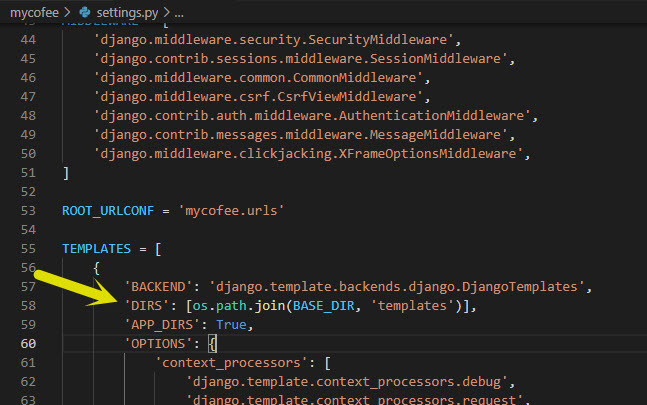 mycofee > settings.py > ...
MIDDLEWARE = [
44 'django.middleware.security.SecurityMiddleware',
45 'django.contrib.sessions.middleware.SessionMiddleware',
46 'django.middleware.common.CommonMiddleware',
47 'django.middleware.csrf.CsrfViewMiddleware',
48 'django.contrib.auth.middleware.AuthenticationMiddleware',
49 'django.contrib.messages.middleware.MessageMiddleware',
50 'django.middleware.clickjacking.XFrameOptionsMiddleware',
51 ]
52
53 ROOT_URLCONF = 'mycofee.urls'
54
55 TEMPLATES = [
56 {
57 'BACKEND': 'django.template.backends.django.DjangoTemplates',
58 'DIRS': [os.path.join(BASE_DIR, 'templates')],
59 'APP_DIRS': True,
60 'OPTIONS': {
61 'context_processors': [
62 'django.template.context_processors.debug',
63 'django.template.context_processors.request',